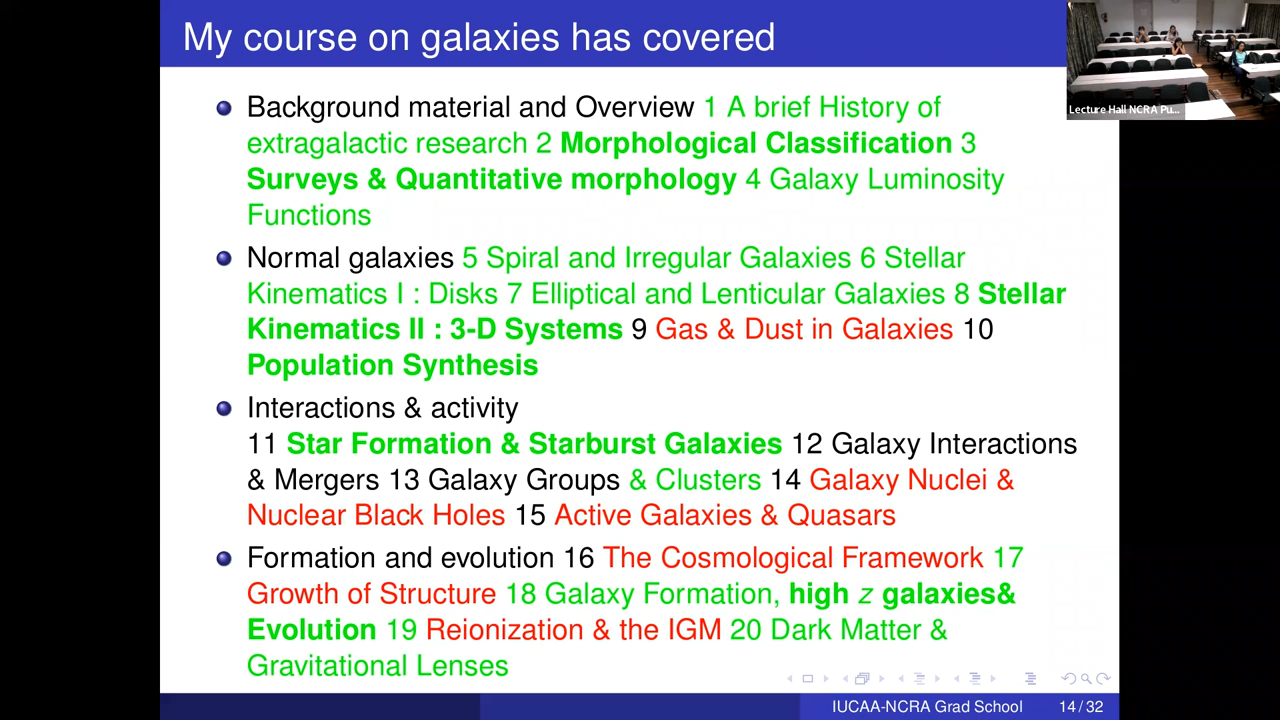 My course on galaxies has covered
Lecture Hall NCRA Pu...
Background material and Overview 1 A brief History of
extragalactic research 2 Morphological Classification 3
Surveys & Quantitative morphology 4 Galaxy Luminosity
Functions
Normal galaxies 5 Spiral and Irregular Galaxies 6 Stellar
Kinematics I : Disks 7 Elliptical and Lenticular Galaxies 8 Stellar
Kinematics II : 3-D Systems 9 Gas & Dust in Galaxies 10
Population Synthesis
Interactions & activity
11 Star Formation & Starburst Galaxies 12 Galaxy Interactions
& Mergers 13 Galaxy Groups & Clusters 14 Galaxy Nuclei &
Nuclear Black Holes 15 Active Galaxies & Quasars
Formation and evolution 16 The Cosmological Framework 17
Growth of Structure 18 Galaxy Formation, high z galaxies&
Evolution 19 Reionization & the IGM 20 Dark Matter &
Gravitational Lenses
IUCAA-NCRA Grad School 14 / 32